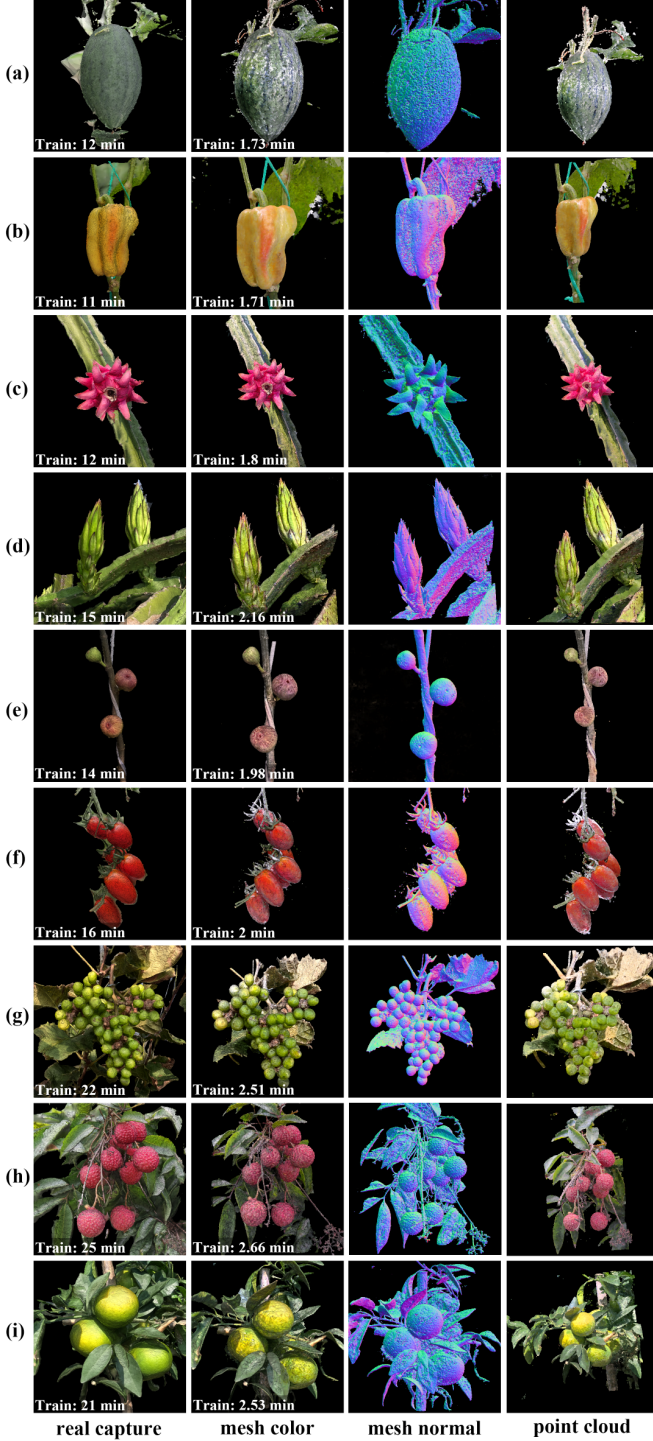 (a)
Train: 12 min
1.73 min
(b)
Train: 11 min
Train: 1.71 min
(c)
Train: 12 min
Train: 1.8 min
(d)
Train: 15 min
Train: 2.16 min
(e)
Train: 14 min
Train: 1.98 min
(f)
Train: 16 min
Train: 2 min
(g)
Train: 22 min
Train: 2.51 min
(h)
Train: 25 min
Train: 2.66 min
(i)
Train: 21 min
Train: 2.53 min
real capture
mesh color
mesh normal
point cloud